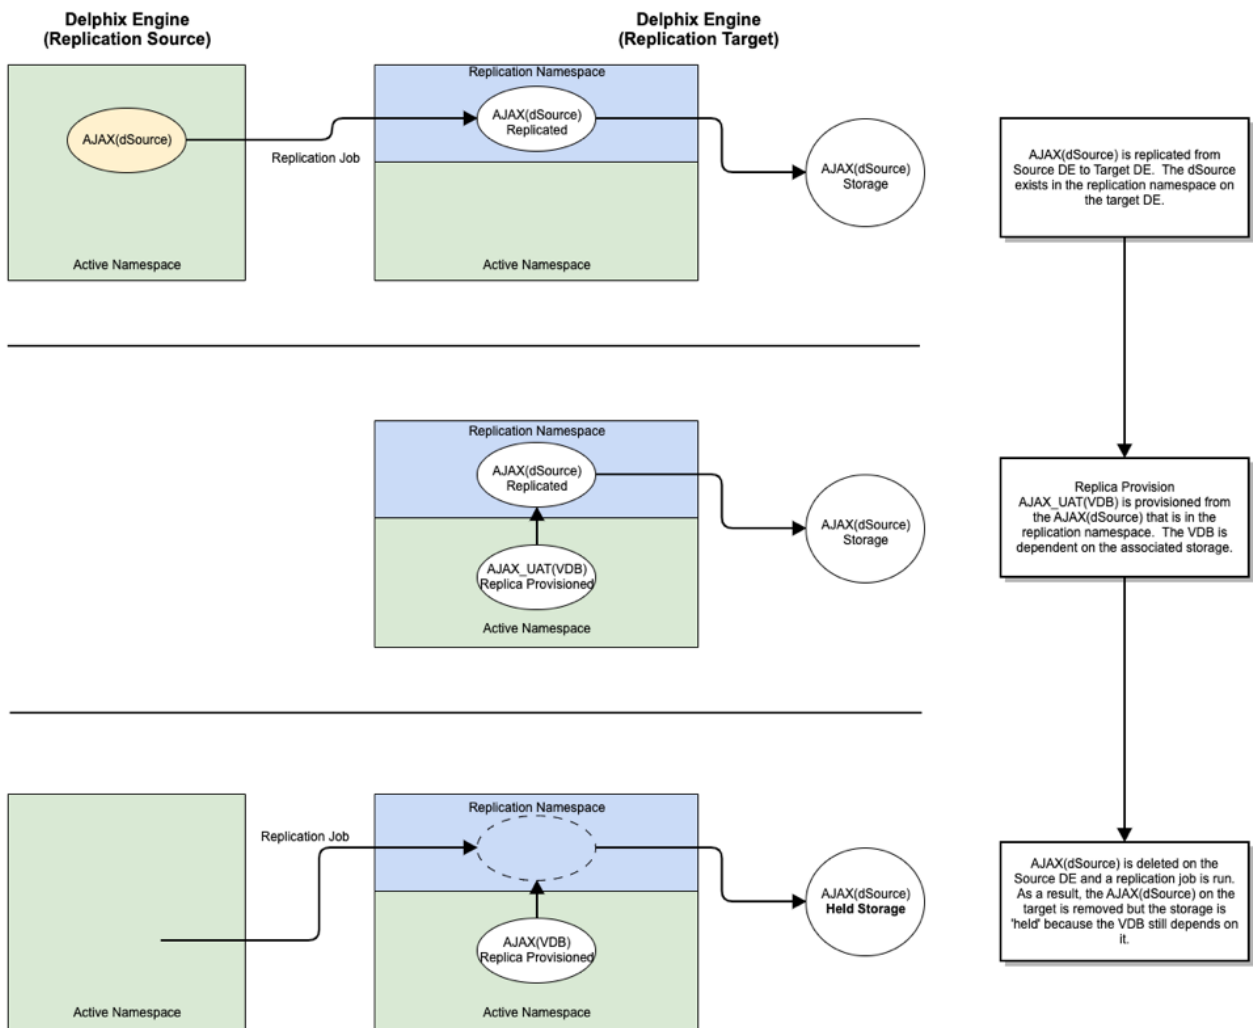 Delphix Engine
(Replication Source)
Delphix Engine
(Replication Target)
AJAX(dSource)
Active Namespace
Replication Job
Replication Namespace
AJAX(dSource)
Replicated
Active Namespace
AJAX(dSource)
Storage
AJAX(dSource) is replicated from
Source DE to Target DE. The dSource
exists in the replication namespace on
the target DE.
Replication Namespace
AJAX(dSource)
Replicated
AJAX_UAT(VDB)
Replica Provisioned
Active Namespace
AJAX(dSource)
Storage
Replica Provision
AJAX_UAT(VDB) is provisioned from
the AJAX(dSource) that is in the
replication namespace. The VDB is
dependent on the associated storage.
Active Namespace
Replication Job
Replication Namespace
AJAX(VDB)
Replica Provisioned
Active Namespace
AJAX(dSource)
Held Storage
AJAX(dSource) is deleted on the
Source DE and a replication job is run.
As a result, the AJAX(dSource) on the
target is removed but the storage is
'held' because the VDB still depends on
it.